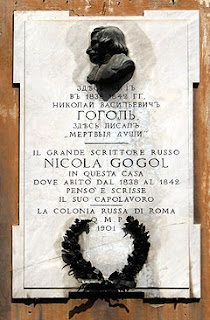 ЗДѢСЬ
ВЪ 1838-1842 ГГ.
НИКОЛАЙ ВАСИЛЬЕВИЧЪ
ГОГОЛЬ.
ЗДѢСЬ ПИСАЛЪ
„МЕРТВЫЯ ДУШИ"
IL GRANDE SCRITTORE RUSSO
NICOLA GOGOL
IN QUESTA CASA
DOVE ABITÒ DAL 1838 AL 1842
PENSÒ E SCRISSE
IL SUO CAPOLAVORO
LA COLONIA RUSSA DI ROMA
Q. M. P.
1901